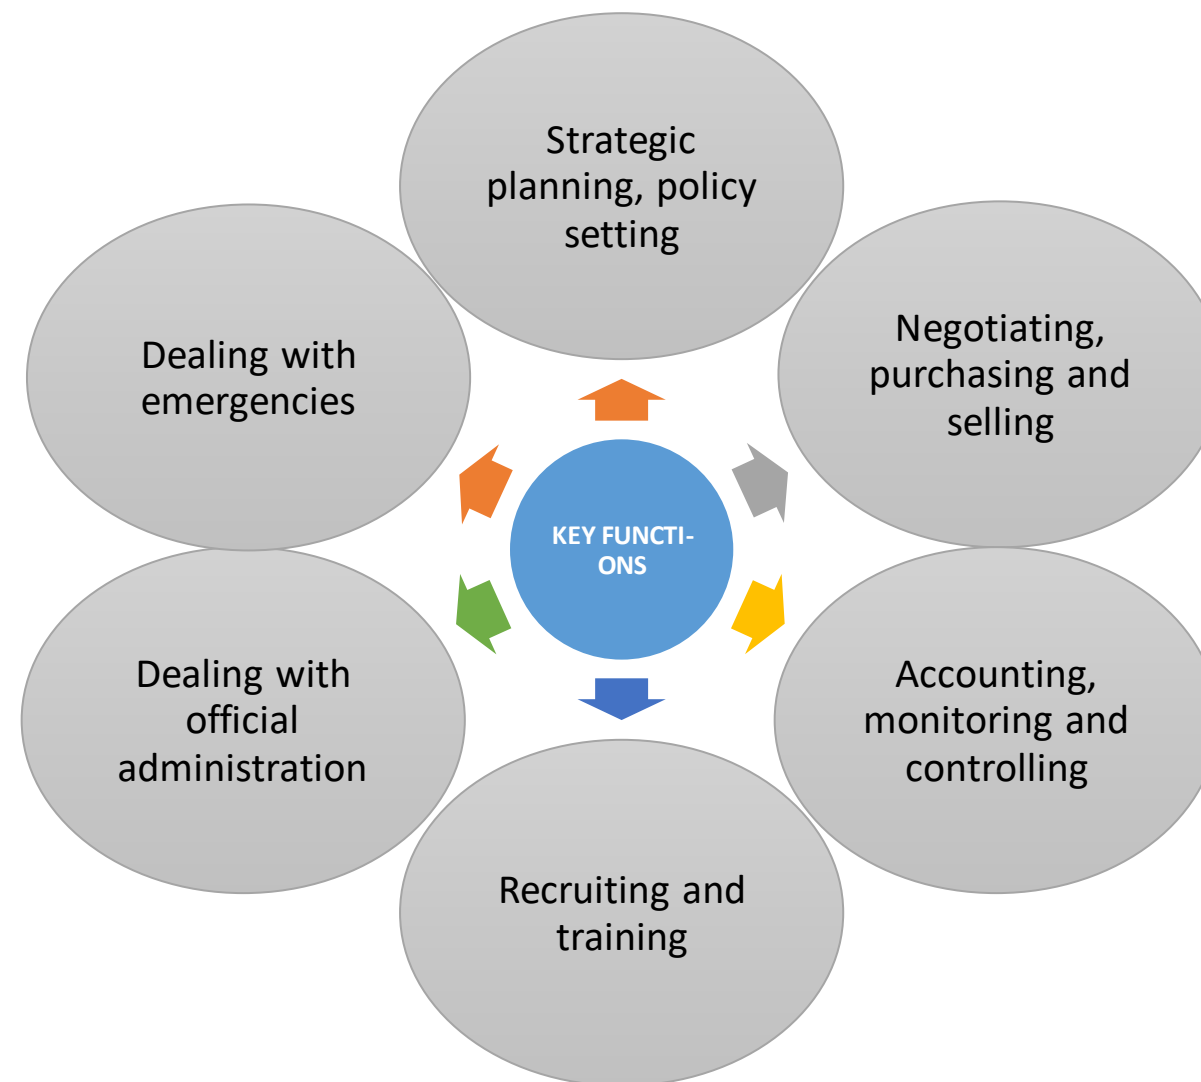 Strategic
planning, policy
setting
Negotiating,
purchasing and
selling
Accounting,
monitoring and
controlling
Recruiting and
training
Dealing with
official
administration
Dealing with
emergencies
KEY FUNCTI-
ONS